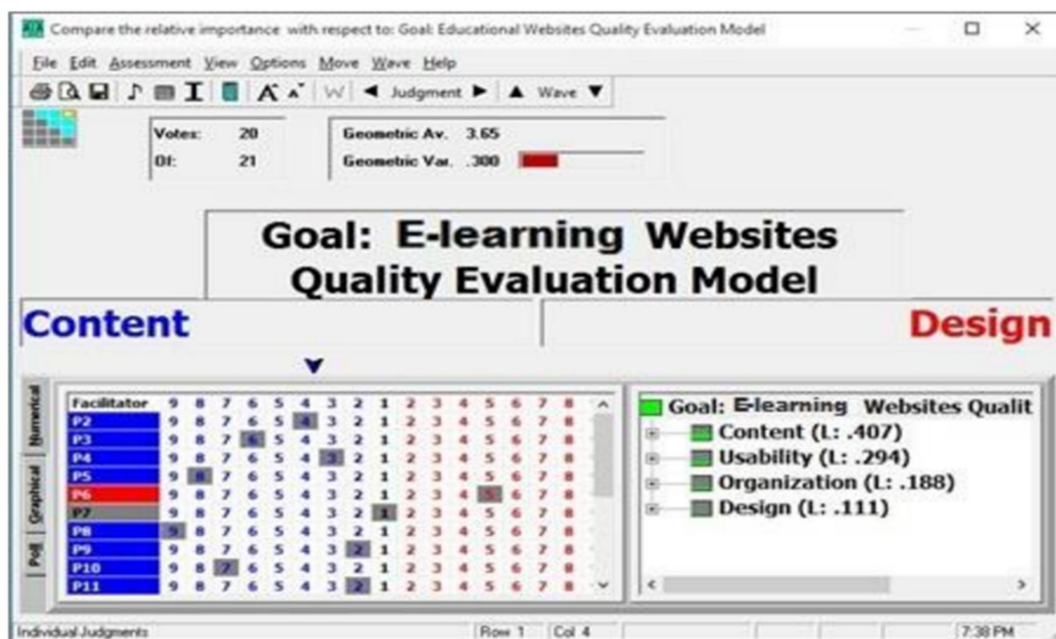 Compare the relative importance with respect to: Goal: Educational Websites Quality Evaluation Model
File Edit Assessment View Options Move Wave Help
Judgment Wave
Votes: 20
Of: 21
Geometric Av. 3.65
Geometric Var. .300
Goal: E-learning Websites
Quality Evaluation Model
Content
Design
Numerical
Graphical
Poll
Facilitator 9 8 7 6 5 4 3 2 1 2 3 4 5 6 7 8
P2 9 8 7 6 5 4 3 2 1 2 3 4 5 6 7 8
P3 9 8 7 6 5 4 3 2 1 2 3 4 5 6 7 8
P4 9 8 7 6 5 4 3 2 1 2 3 4 5 6 7 8
P5 9 8 7 6 5 4 3 2 1 2 3 4 5 6 7 8
P6 9 8 7 6 5 4 3 2 1 2 3 4 5 6 7 8
P7 9 8 7 6 5 4 3 2 1 2 3 4 5 6 7 8
P8 9 8 7 6 5 4 3 2 1 2 3 4 5 6 7 8
P9 9 8 7 6 5 4 3 2 1 2 3 4 5 6 7 8
P10 9 8 7 6 5 4 3 2 1 2 3 4 5 6 7 8
P11 9 8 7 6 5 4 3 2 1 2 3 4 5 6 7 8
Goal: E-learning Websites Qualit
Content (L: .407)
Usability (L: .294)
Organization (L: .188)
Design (L: .111)
Individual Judgments Row 1 Col 4 7:38 PM